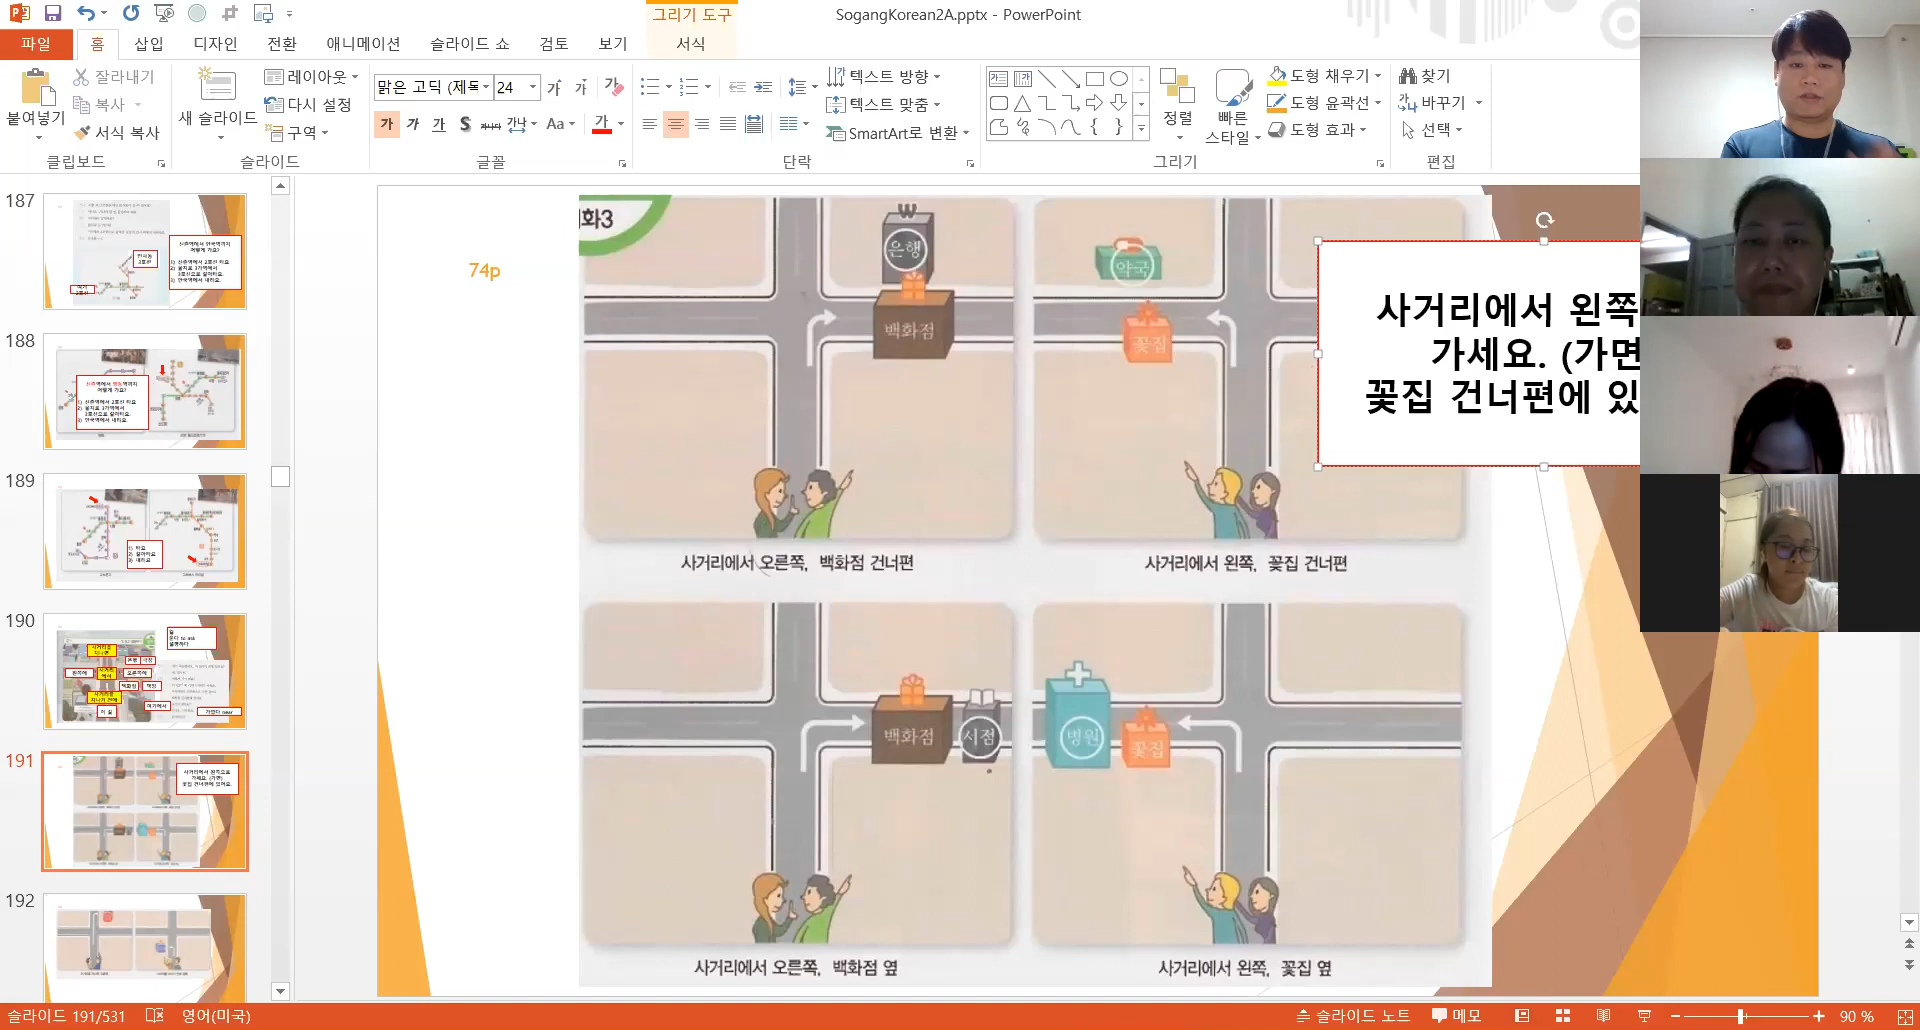 그리기 도구
SogangKorean2A.pptx - PowerPoint
파일
홈
삽입
디자인
전환
애니메이션
슬라이드 쇼
검토
보기
서식
붙여넣기
잘라내기
복사
서식 복사
클립보드
새 슬라이드
레이아웃
다시 설정
구역
슬라이드
맑은 고딕 (제목
24
가 가 가 S 가나다 간낫 Aa 가
글꼴
텍스트 방향
텍스트 맞춤
SmartArt로 변환
단락
정렬
빠른
스타일
도형 채우기
도형 윤곽선
도형 효과
그리기
찾기
바꾸기
선택
편집
187
188
189
190
191
192
74p
화3
은행
백화점
사거리에서 오른쪽, 백화점 건너편
약국
꽃집
사거리에서 왼쪽, 꽃집 건너편
백화점
서점
사거리에서 오른쪽, 백화점 옆
병원
꽃집
사거리에서 왼쪽, 꽃집 옆
사거리에서 왼쪽
가세요. (가면
꽃집 건너편에 있
슬라이드 191/531
영어(미국)
슬라이드 노트
메모
90 %